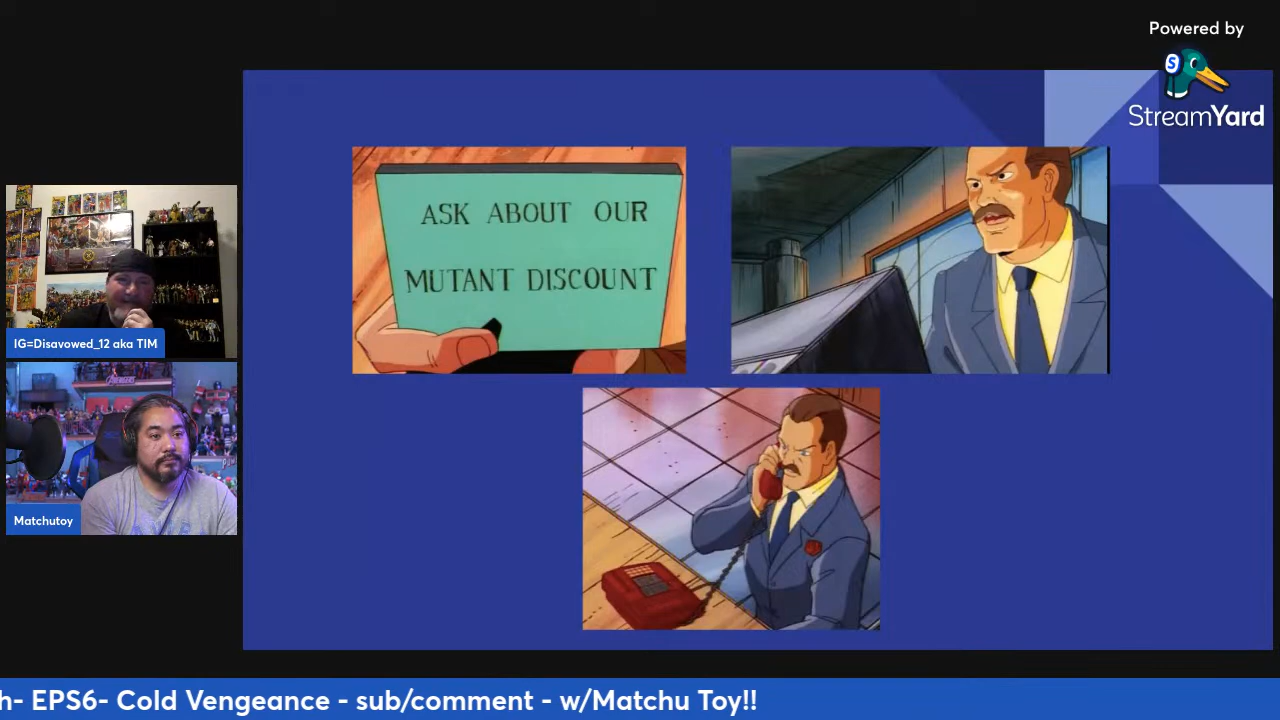 Powered by
StreamYard
ASK ABOUT OUR
MUTANT DISCOUNT
IG=Disavowed_12 aka TIM
AVENGERS
Matchutoy
h- EPS6- Cold Vengeance - sub/comment - w/Matchu Toy!!